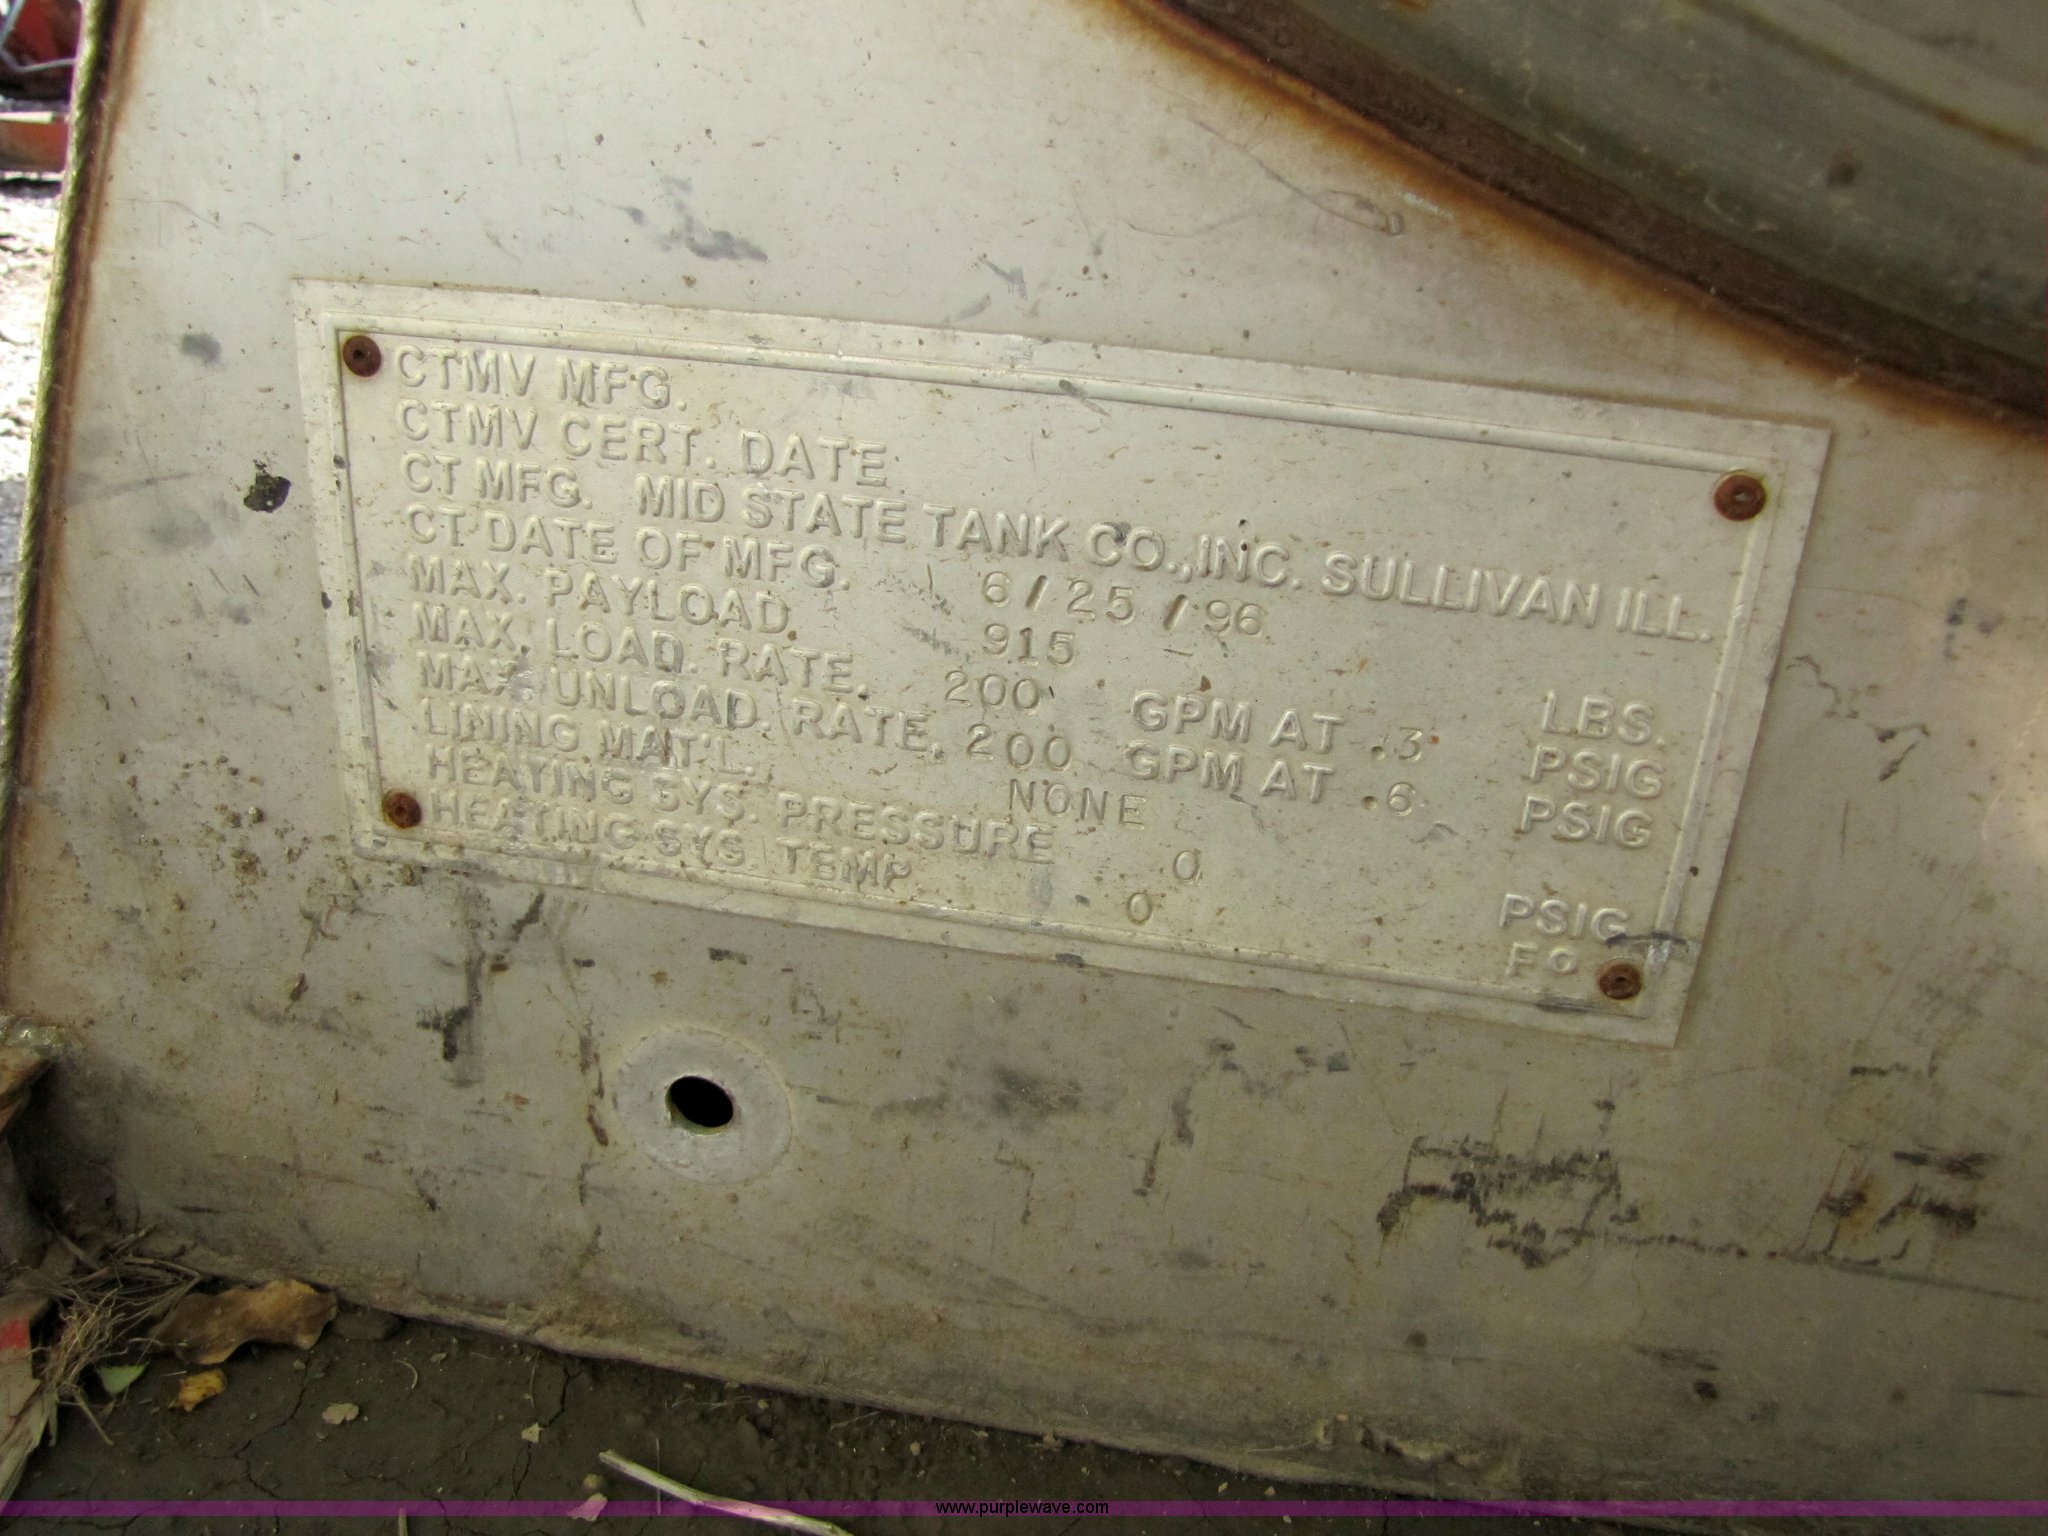 CTMV MFG.
CTMV CERT. DATE
CT MFG. MID STATE TANK CO., INC. SULLIVAN ILL.
CT DATE OF MFG. 6/25/96
MAX. PAYLOAD 915 LBS.
MAX. LOAD. RATE. 200 GPM AT .3 PSIG
MAX. UNLOAD. RATE. 200 GPM AT .6 PSIG
LINING MAT'L. NONE
HEATING SYS. PRESSURE 0 PSIG
HEATING SYS. TEMP 0 F°
www.purplewave.com